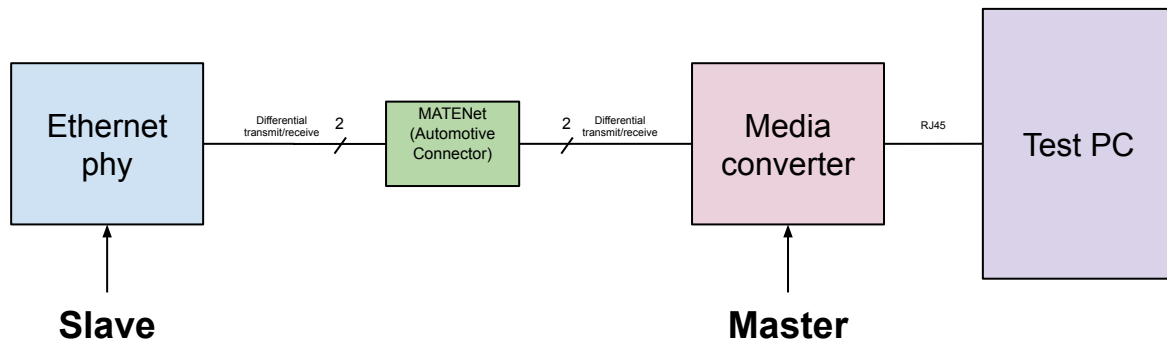 Ethernet
phy
Differential
transmit/receive
2
MATENet
(Automotive
Connector)
2
Differential
transmit/receive
Media
converter
RJ45
Test PC
Slave
Master